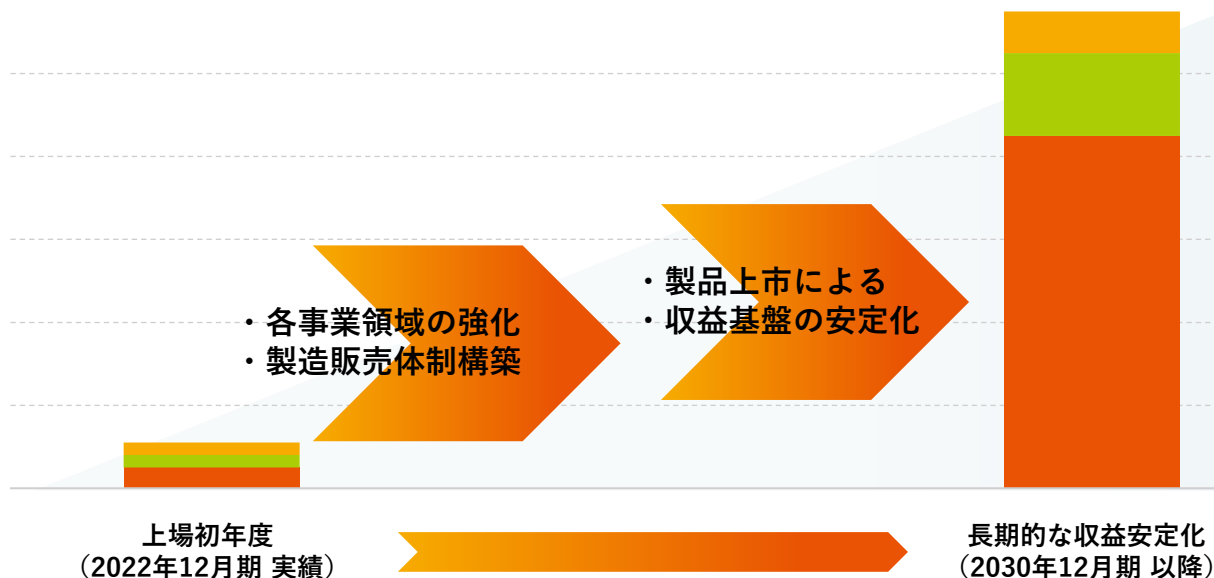 ・各事業領域の強化
・製造販売体制構築
・製品上市による
・収益基盤の安定化
上場初年度
（2022年12月期 実績）
長期的な収益安定化
（2030年12月期 以降）